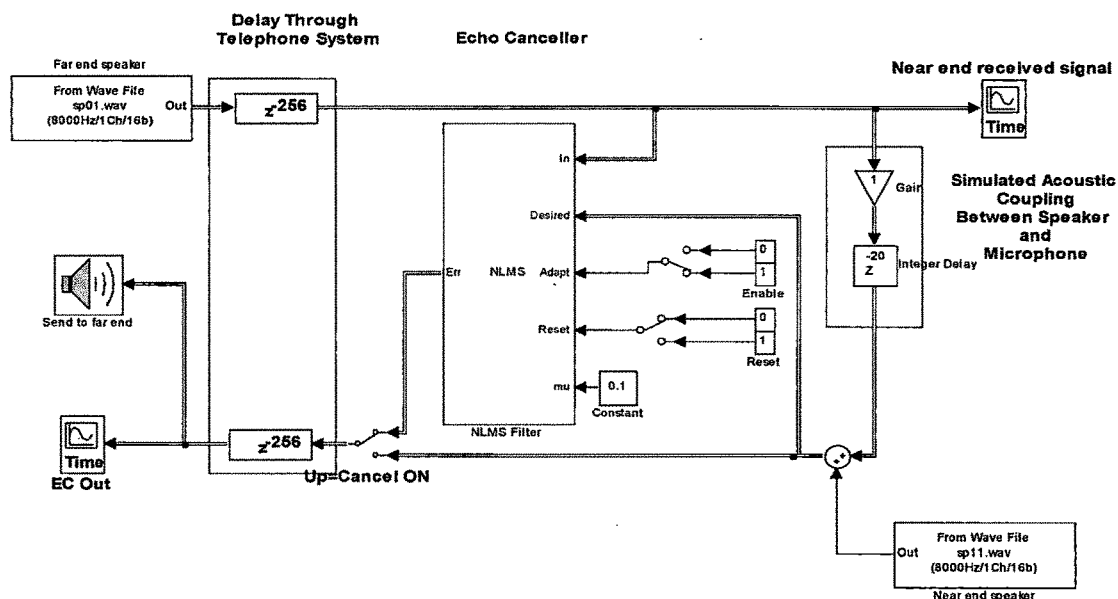 Delay Through
Telephone System
Echo Canceller
Far end speaker
From Wave File
sp01.wav
(8000Hz/1Ch/16b)
Out
z-256
Near end received signal
Time
In
Desired
Adapt
Reset
mu
Err
NLMS
NLMS Filter
0
1
Enable
0
1
Reset
0.1
Constant
1
Gain
-20
Z
Integer Delay
Simulated Acoustic
Coupling
Between Speaker
and
Microphone
Send to far end
Time
EC Out
z-256
Up=Cancel ON
++
Out
From Wave File
sp11.wav
(8000Hz/1Ch/16b)
Near end speaker